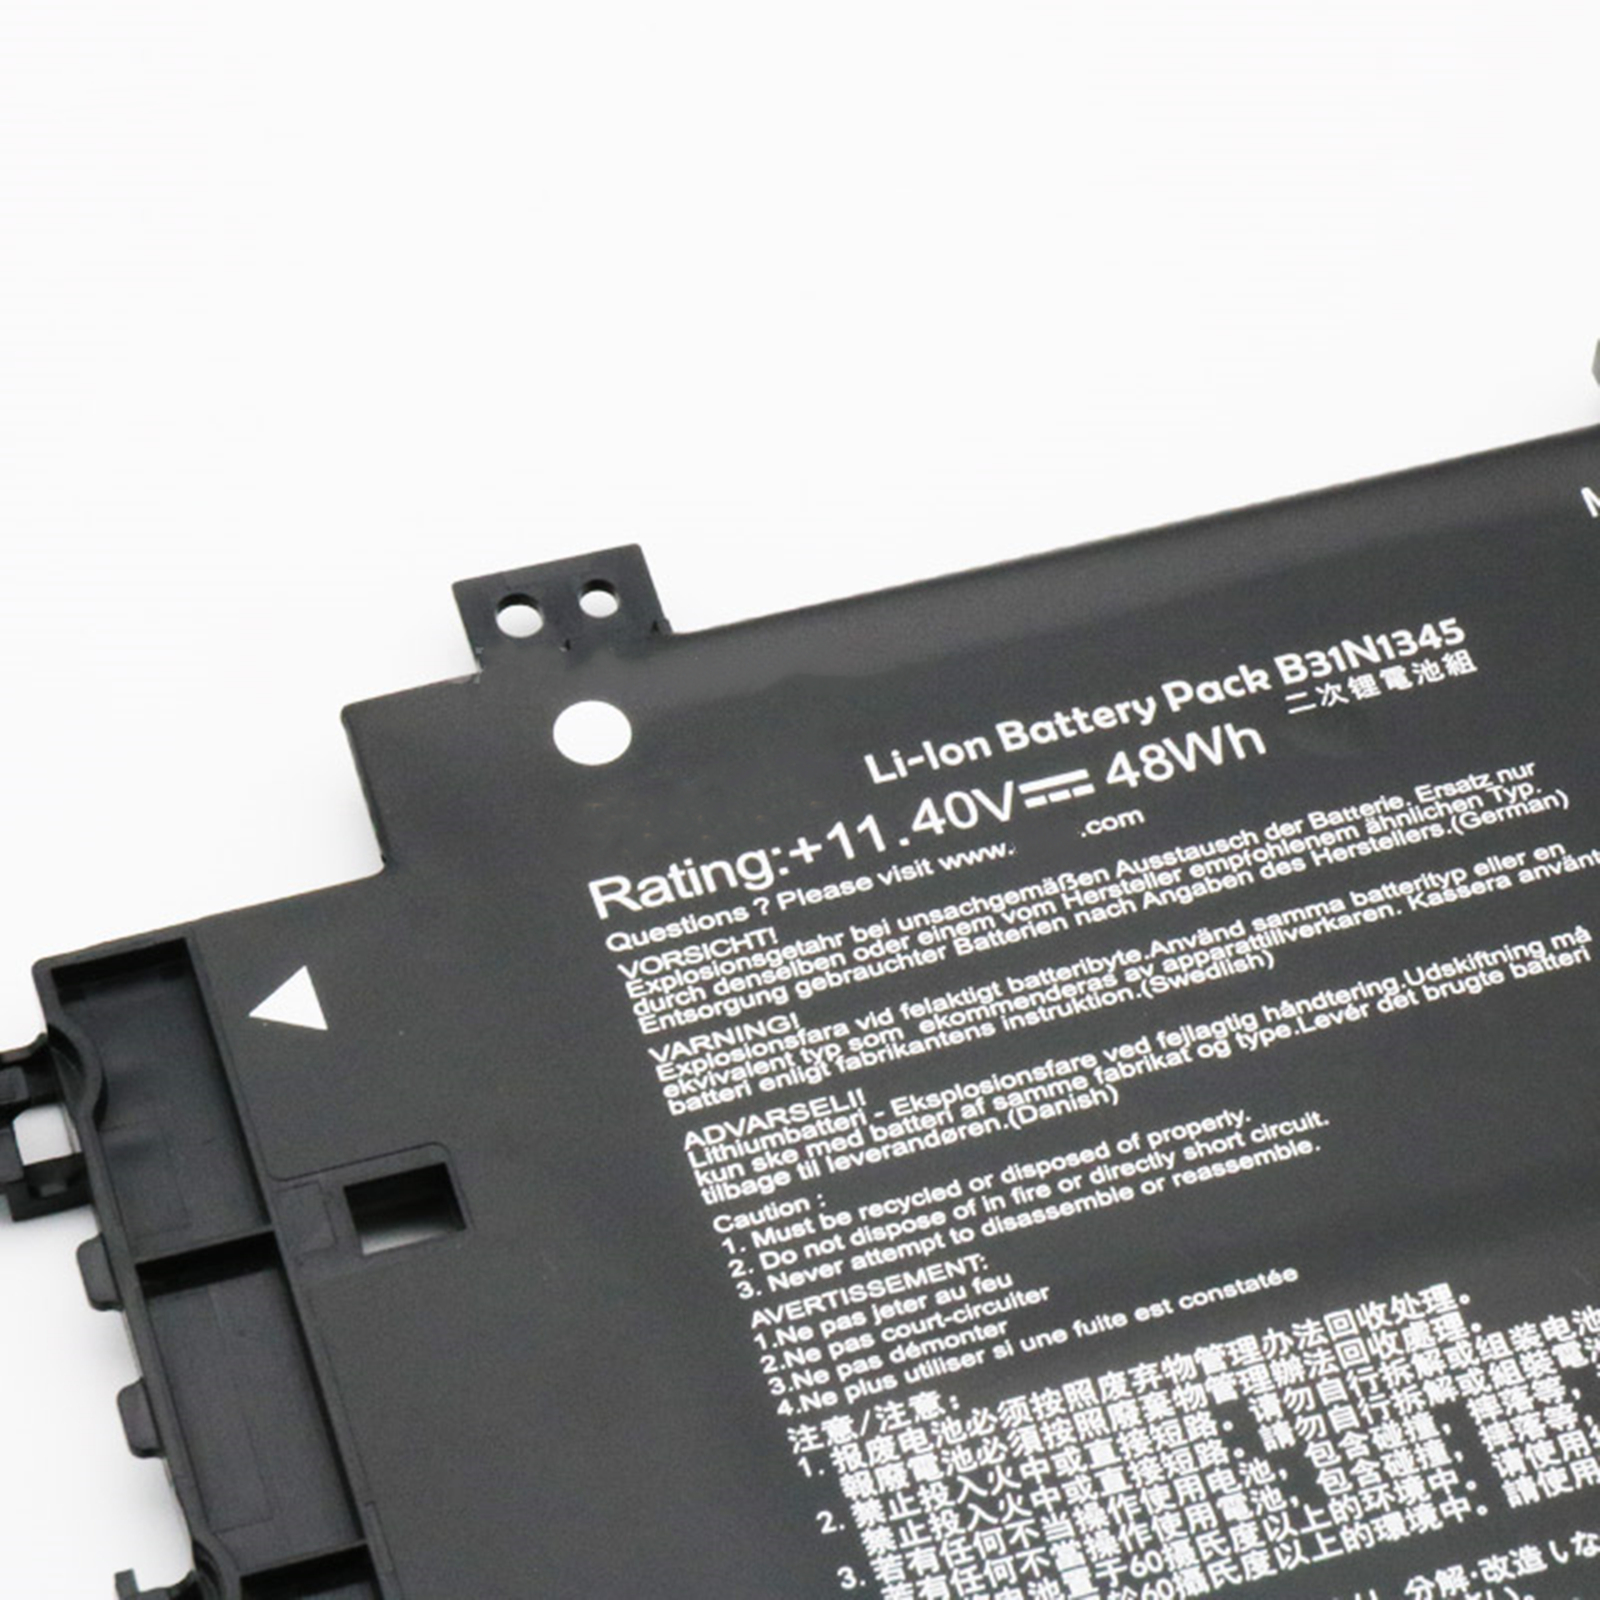 Li-Ion Battery Pack B31N1345
二次锂電池組
Rating:+11.40V⎓48Wh
Questions ? Please visit www. .com
VORSICHT!
Explosionsgetahr bei unsachgemäßen Ausstausch der Batterie. Ersatz nur
durch denselben oder einem vom Hersteller empfohlenem ähnlichen Typ.
Entsorgung gebrauchter Batterien nach Angaben des Herstellers.(German)
VARNING!
Explosionsfara vid felaktigt batteribyte.Använd samma batterityp eller en
ekvivalent typ som ekommenderas av apparattillverkaren. Kassera använt
batteri enligt fabrikantens instruktion.(Swedlish)
ADVARSELI!
Lithiumbatteri - Eksplosionsfare ved fejlagtig håndtering.Udskiftning må
kun ske med batteri af samme fabrikat og type.Levér det brugte batteri
tilbage til leverandøren.(Danish)
Caution :
1. Must be recycled or disposed of properly.
2. Do not dispose of in fire or directly short circuit.
3. Never attempt to disassemble or reassemble.
AVERTISSEMENT:
1.Ne pas jeter au feu
2.Ne pas court-circuiter
3.Ne pas démonter
4.Ne plus utiliser si une fuite est constatée
注意/注意:
1. 报废电池必须按照废弃物管理办法回收处理。
報廢電池必須按照廢棄物管理辦法回收處理。
2. 禁止投入火中或直接短路。请勿自行拆解或组装电池
禁止投入火中或直接短路。請勿自行拆解或組裝電池
3. 若有任何不当操作使用电池，包含碰撞，摔落等，
若有任何不當操作使用電池，包含碰撞，摔落等，
电池置于60攝氏度以上的环境中。请使用
60攝氏度以上的環境中。請使用
分解·改造しな